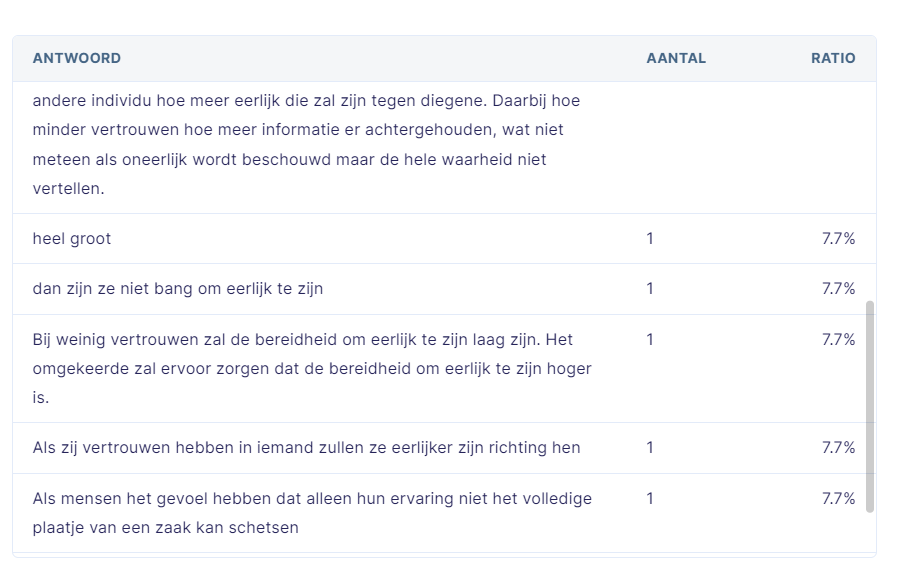 ANTWOORD AANTAL RATIO
andere individu hoe meer eerlijk die zal zijn tegen diegene. Daarbij hoe
minder vertrouwen hoe meer informatie er achtergehouden, wat niet
meteen als oneerlijk wordt beschouwd maar de hele waarheid niet
vertellen.
heel groot 1 7.7%
dan zijn ze niet bang om eerlijk te zijn 1 7.7%
Bij weinig vertrouwen zal de bereidheid om eerlijk te zijn laag zijn. Het 1 7.7%
omgekeerde zal ervoor zorgen dat de bereidheid om eerlijk te zijn hoger
is.
Als zij vertrouwen hebben in iemand zullen ze eerlijker zijn richting hen 1 7.7%
Als mensen het gevoel hebben dat alleen hun ervaring niet het volledige 1 7.7%
plaatje van een zaak kan schetsen